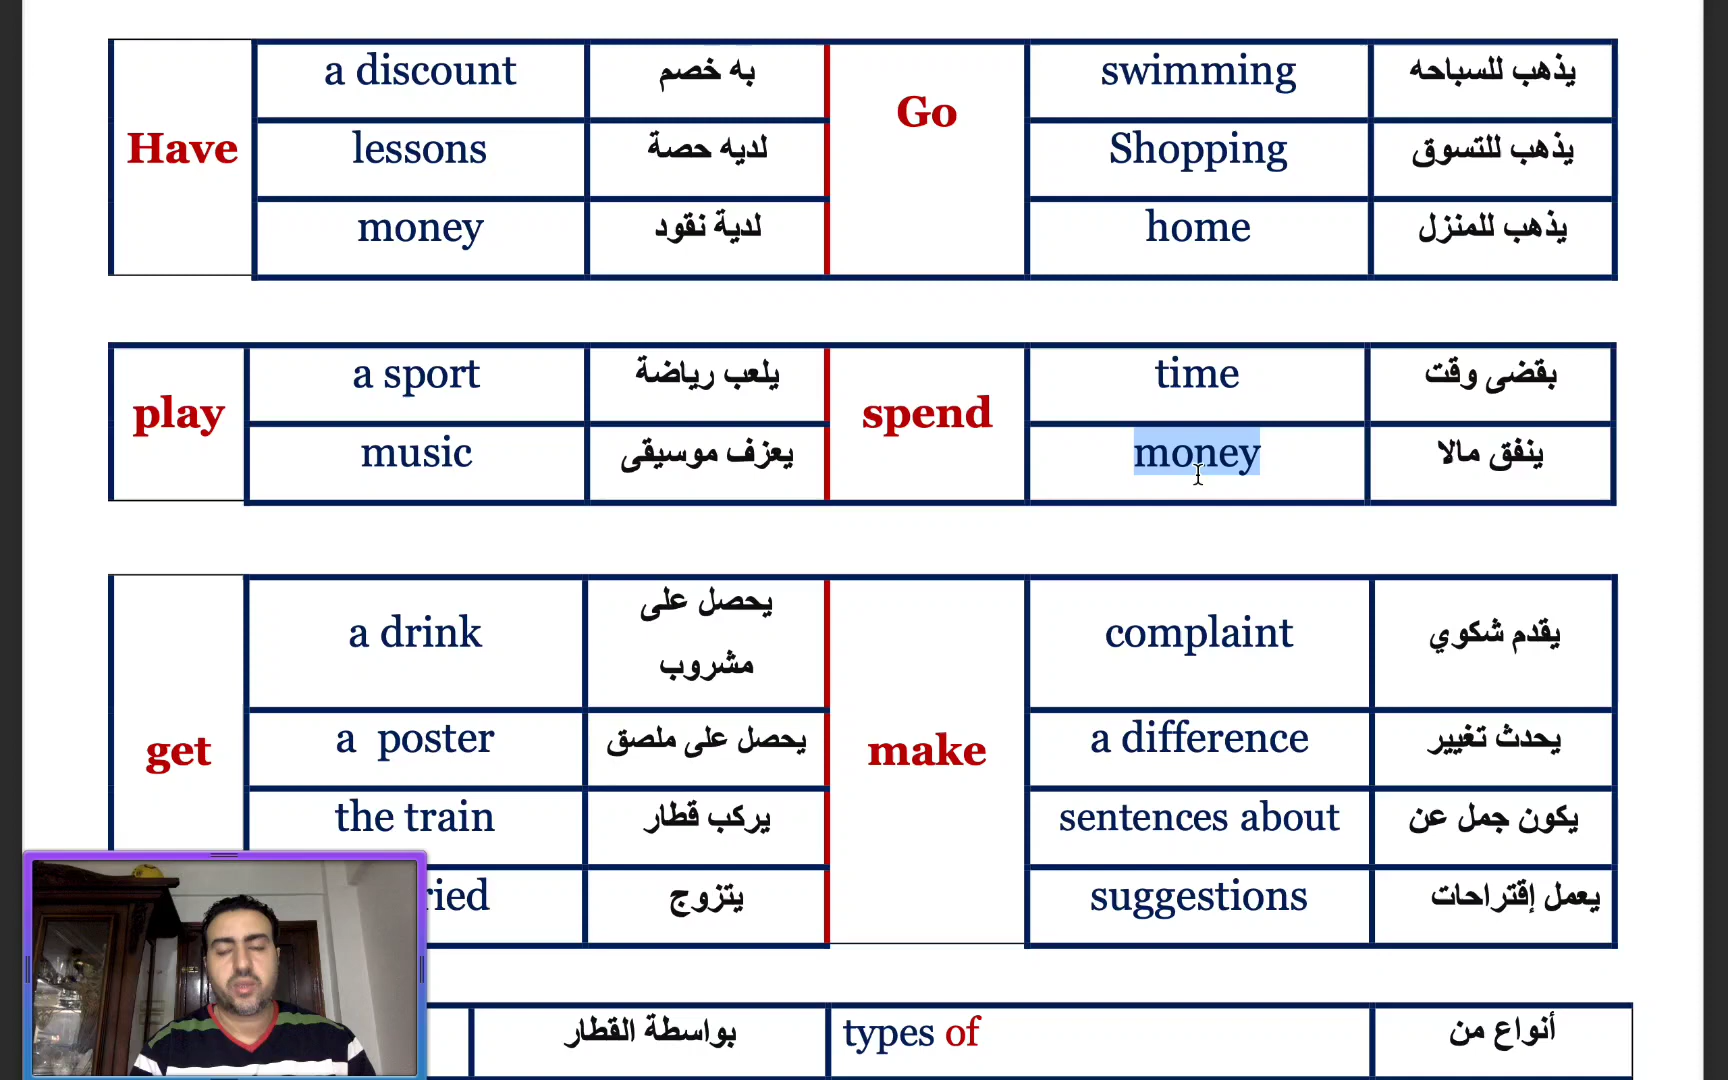 Have
a discount
به خصم
Go
swimming
يذهب للسباحه
lessons
لديه حصة
Shopping
يذهب للتسوق
money
لدية نقود
home
يذهب للمنزل
play
a sport
يلعب رياضة
spend
time
بقضى وقت
music
يعزف موسيقى
money
ينفق مالا
get
a drink
يحصل على
مشروب
make
complaint
يقدم شكوي
a poster
يحصل على ملصق
a difference
يحدث تغيير
the train
يركب قطار
sentences about
يكون جمل عن
ried
يتزوج
suggestions
يعمل إقتراحات
بواسطة القطار
types of
أنواع من